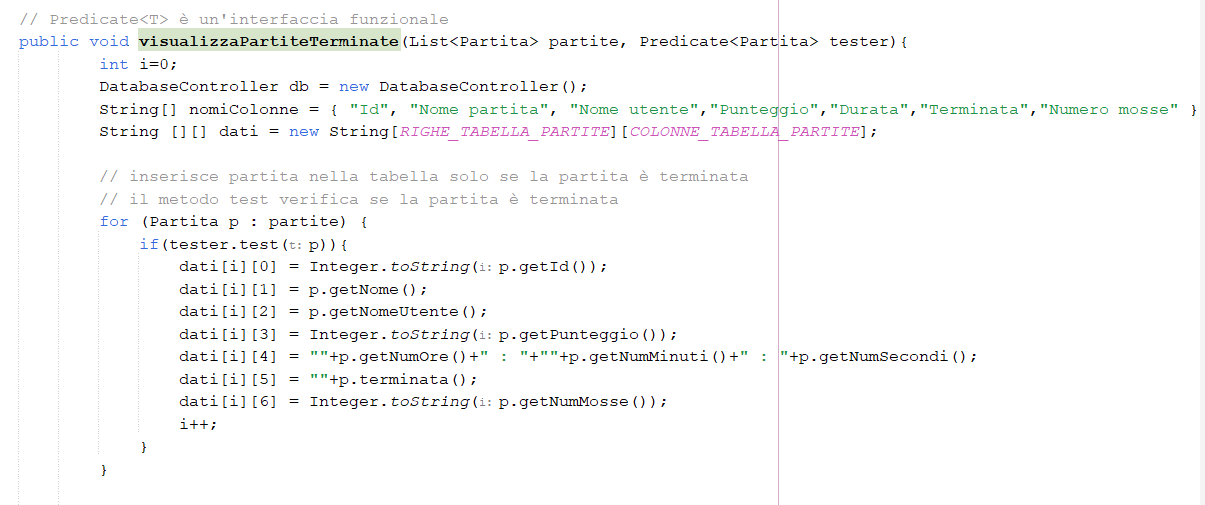 // Predicate<T> è un'interfaccia funzionale
public void visualizzaPartiteTerminate(List<Partita> partite, Predicate<Partita> tester){
int i=0;
DatabaseController db = new DatabaseController();
String[] nomiColonne = { "Id", "Nome partita", "Nome utente","Punteggio","Durata","Terminata","Numero mosse" }
String [][] dati = new String[RIGHE_TABELLA_PARTITE][COLONNE_TABELLA_PARTITE];
// inserisce partita nella tabella solo se la partita è terminata
// il metodo test verifica se la partita è terminata
for (Partita p : partite) {
if(tester.test(t: p)){
dati[i][0] = Integer.toString(i: p.getId());
dati[i][1] = p.getNome();
dati[i][2] = p.getNomeUtente();
dati[i][3] = Integer.toString(i: p.getPunteggio());
dati[i][4] = ""+p.getNumOre()+" : "+""+p.getNumMinuti()+" : "+p.getNumSecondi();
dati[i][5] = ""+p.terminata();
dati[i][6] = Integer.toString(i: p.getNumMosse());
i++;
}
}